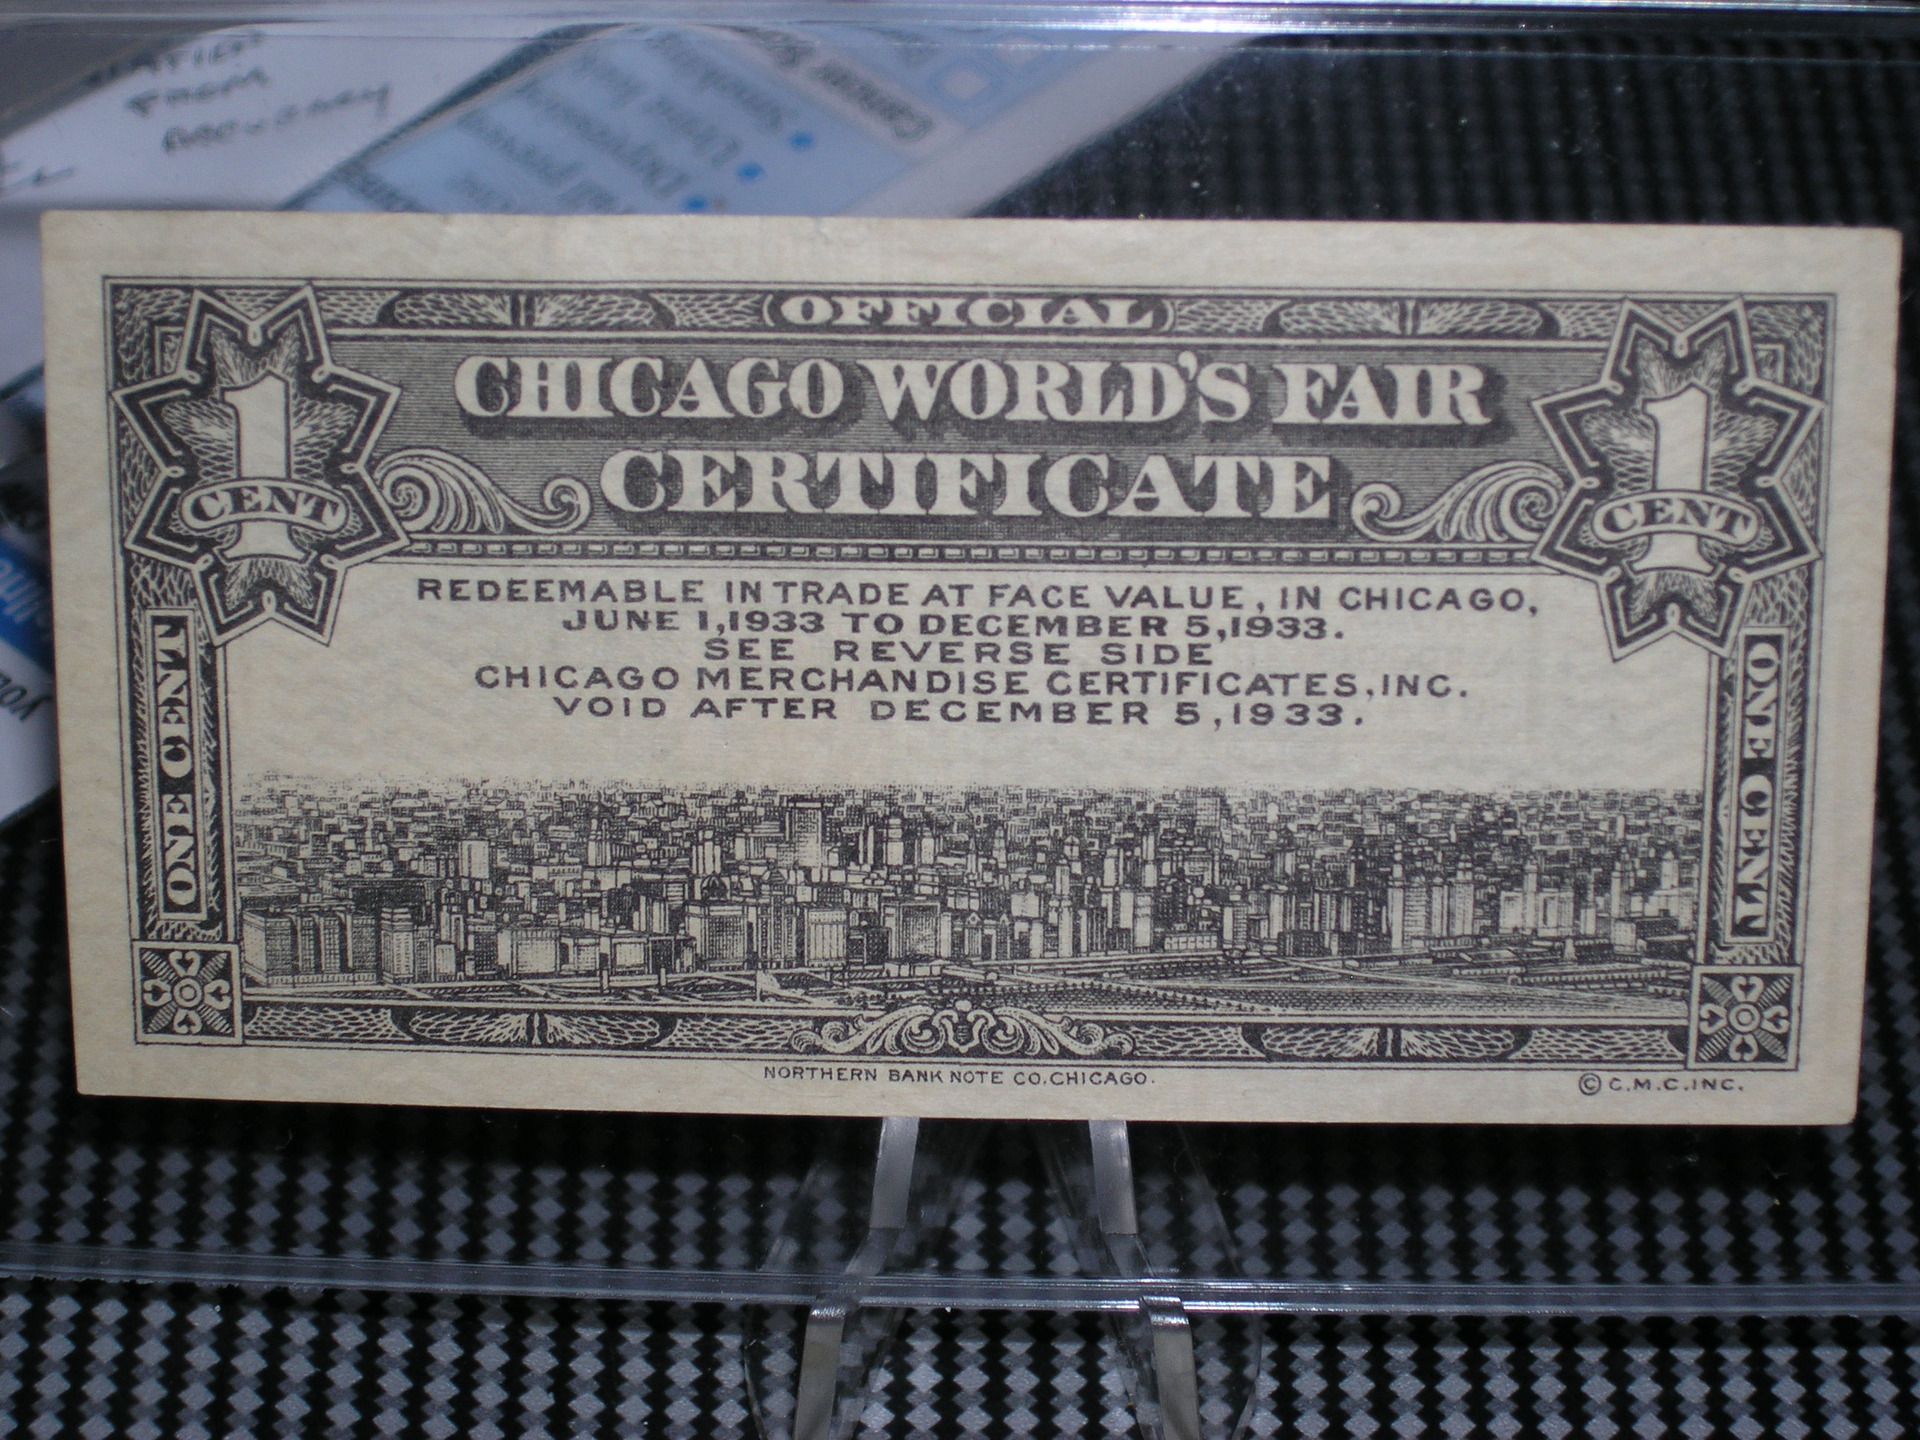 FROM
Cancer
OFFICIAL
CHICAGO WORLD'S FAIR
CERTIFICATE
1
CENT
1
CENT
REDEEMABLE IN TRADE AT FACE VALUE, IN CHICAGO,
JUNE 1, 1933 TO DECEMBER 5, 1933.
SEE REVERSE SIDE
CHICAGO MERCHANDISE CERTIFICATES, INC.
VOID AFTER DECEMBER 5, 1933.
ONE CENT
ONE CENT
NORTHERN BANK NOTE CO. CHICAGO.
© C.M.C. INC.